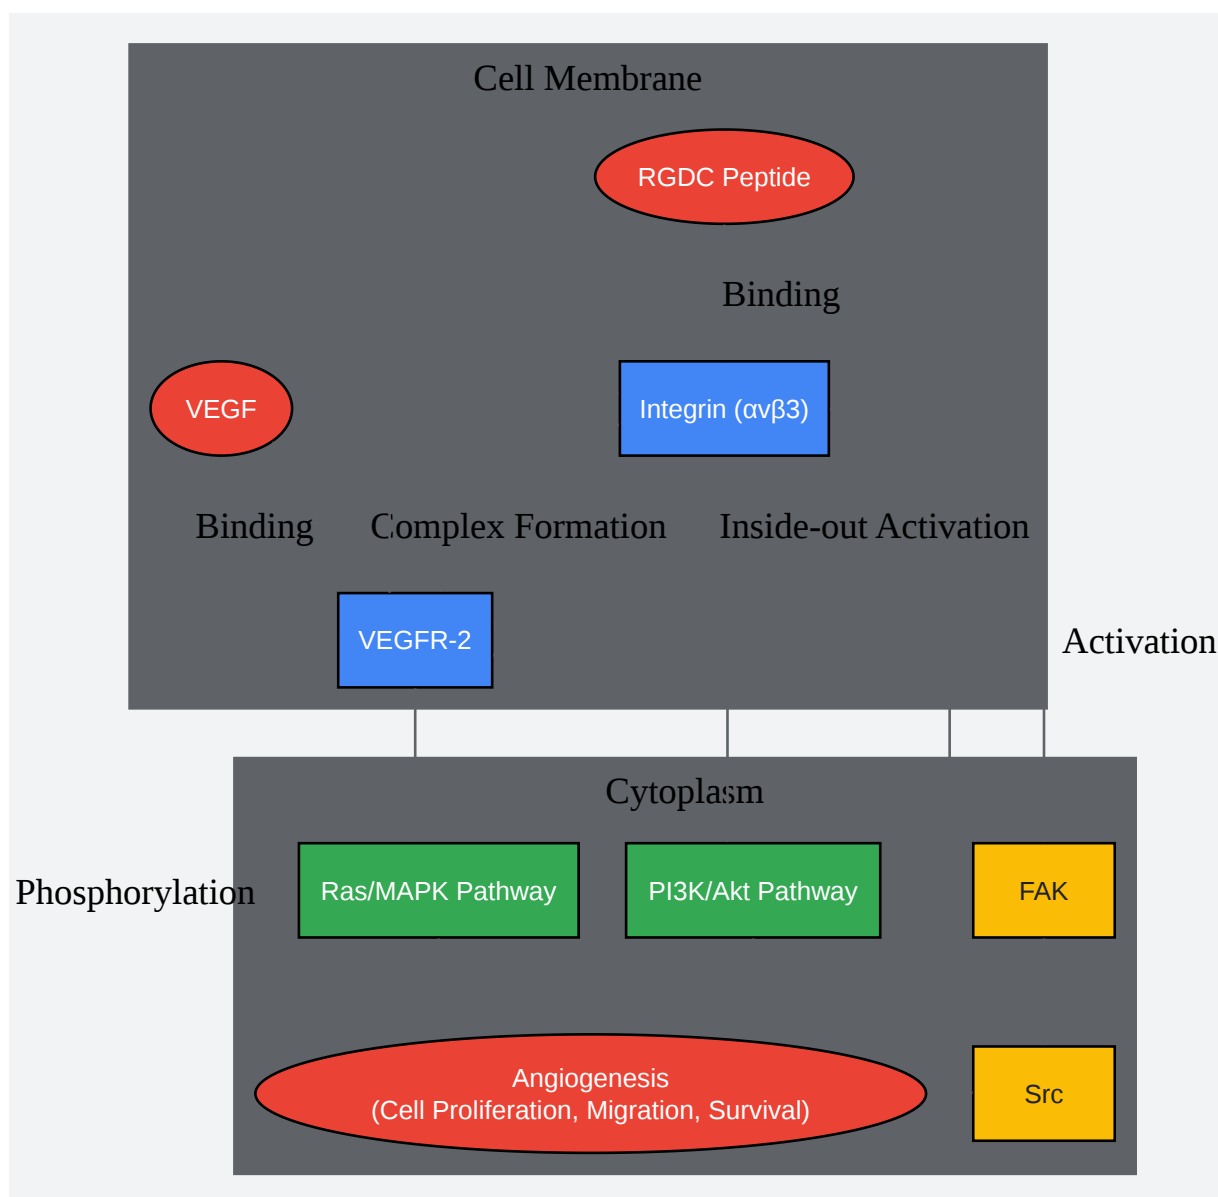 Cell Membrane
RGDC Peptide
Binding
VEGF
Integrin (αvβ3)
Binding
Complex Formation
Inside-out Activation
VEGFR-2
Activation
Cytoplasm
Phosphorylation
Ras/MAPK Pathway
PI3K/Akt Pathway
FAK
Angiogenesis
(Cell Proliferation, Migration, Survival)
Src